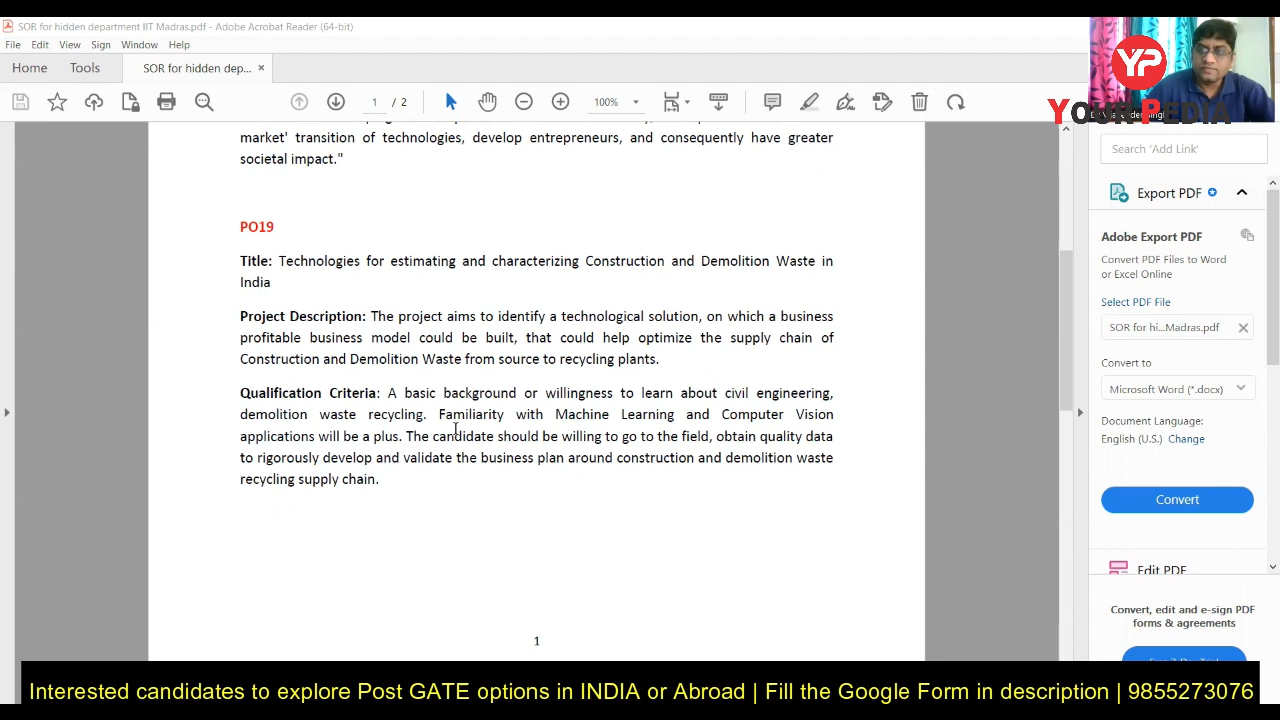 SOR for hidden department IIT Madras.pdf - Adobe Acrobat Reader (64-bit)
File Edit View Sign Window Help
Home Tools SOR for hidden dep... ×
1 / 2 100%
market' transition of technologies, develop entrepreneurs, and consequently have greater
societal impact."
PO19
Title: Technologies for estimating and characterizing Construction and Demolition Waste in
India
Project Description: The project aims to identify a technological solution, on which a business
profitable business model could be built, that could help optimize the supply chain of
Construction and Demolition Waste from source to recycling plants.
Qualification Criteria: A basic background or willingness to learn about civil engineering,
demolition waste recycling. Familiarity with Machine Learning and Computer Vision
applications will be a plus. The candidate should be willing to go to the field, obtain quality data
to rigorously develop and validate the business plan around construction and demolition waste
recycling supply chain.
1
YP
YOUR PEDIA
Search 'Add Link'
Export PDF
Adobe Export PDF
Convert PDF Files to Word
or Excel Online
Select PDF File
SOR for hi...Madras.pdf
Convert to
Microsoft Word (*.docx)
Document Language:
English (U.S.) Change
Convert
Edit PDF
Convert, edit and e-sign PDF
forms & agreements
Interested candidates to explore Post GATE options in INDIA or Abroad | Fill the Google Form in description | 9855273076